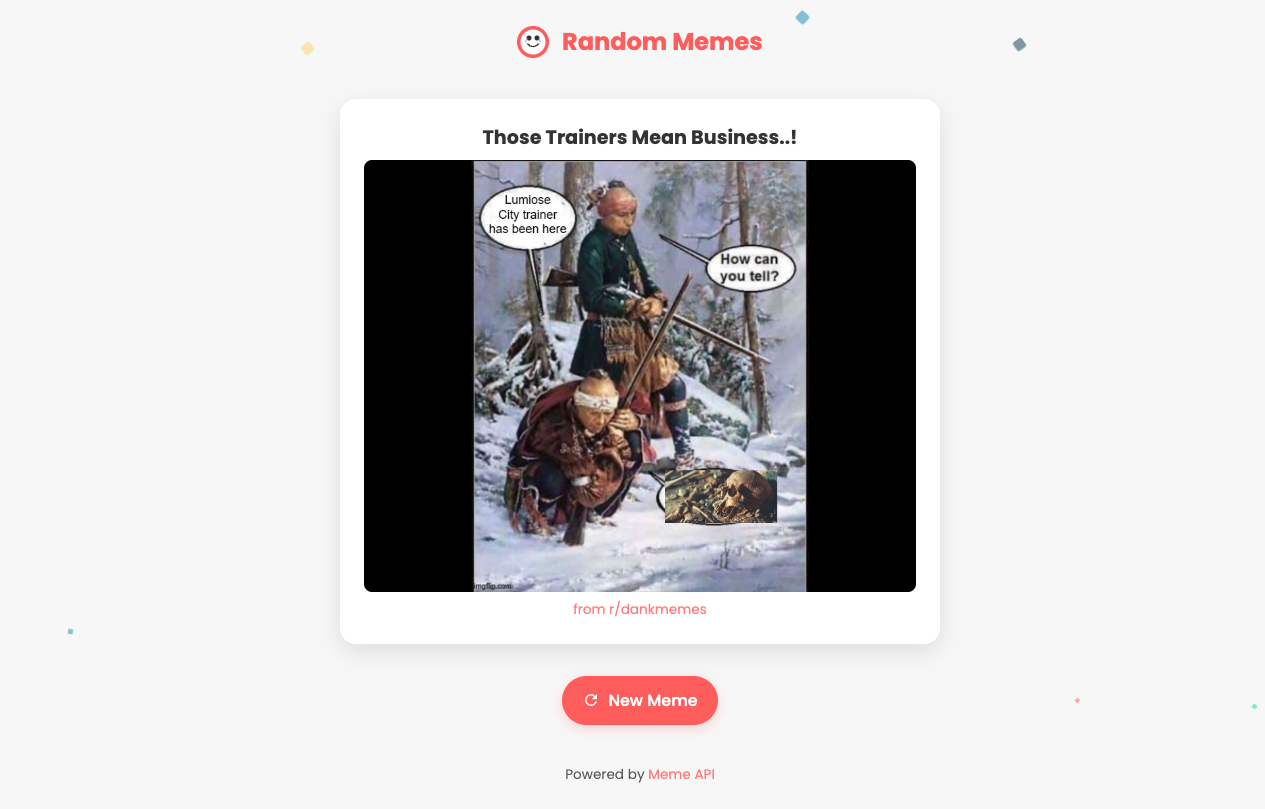 Random Memes
Those Trainers Mean Business..!
Lumiose
City trainer
has been here
How can
you tell?
imgflip.com
from r/dankmemes
New Meme
Powered by Meme API